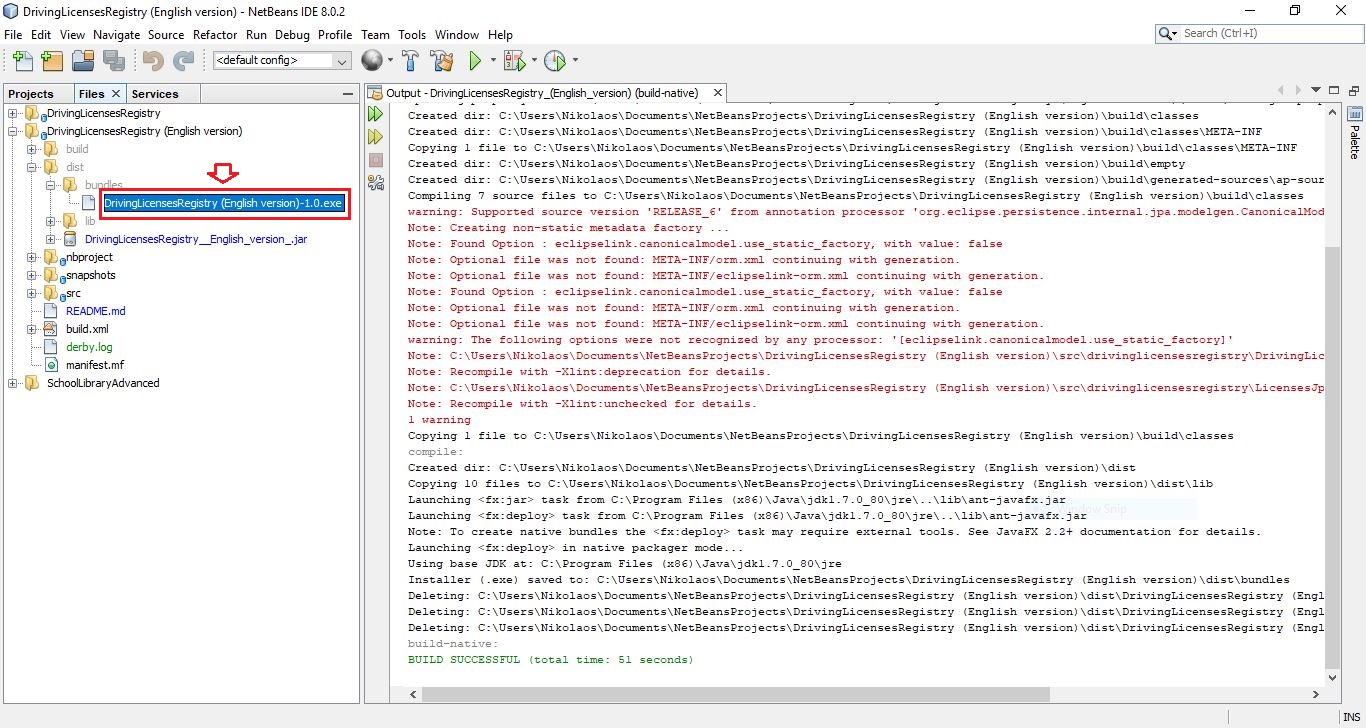 DrivingLicensesRegistry (English version) - NetBeans IDE 8.0.2
File Edit View Navigate Source Refactor Run Debug Profile Team Tools Window Help
Search (Ctrl+I)
<default config>
Projects Files Services
DrivingLicensesRegistry
DrivingLicensesRegistry (English version)
build
dist
bundles
DrivingLicensesRegistry (English version)-1.0.exe
lib
DrivingLicensesRegistry__English_version_.jar
nbproject
snapshots
src
README.md
build.xml
derby.log
manifest.mf
SchoolLibraryAdvanced
Output - DrivingLicensesRegistry_(English_version) (build-native)
Created dir: C:\Users\Nikolaos\Documents\NetBeansProjects\DrivingLicensesRegistry (English version)\build\classes
Created dir: C:\Users\Nikolaos\Documents\NetBeansProjects\DrivingLicensesRegistry (English version)\build\classes\META-INF
Copying 1 file to C:\Users\Nikolaos\Documents\NetBeansProjects\DrivingLicensesRegistry (English version)\build\classes\META-INF
Created dir: C:\Users\Nikolaos\Documents\NetBeansProjects\DrivingLicensesRegistry (English version)\build\empty
Created dir: C:\Users\Nikolaos\Documents\NetBeansProjects\DrivingLicensesRegistry (English version)\build\generated-sources\ap-sour
Compiling 7 source files to C:\Users\Nikolaos\Documents\NetBeansProjects\DrivingLicensesRegistry (English version)\build\classes
warning: Supported source version 'RELEASE_6' from annotation processor 'org.eclipse.persistence.internal.jpa.modelgen.CanonicalMod
Note: Creating non-static metadata factory ...
Note: Found Option : eclipselink.canonicalmodel.use_static_factory, with value: false
Note: Optional file was not found: META-INF/orm.xml continuing with generation.
Note: Optional file was not found: META-INF/eclipselink-orm.xml continuing with generation.
Note: Found Option : eclipselink.canonicalmodel.use_static_factory, with value: false
Note: Optional file was not found: META-INF/orm.xml continuing with generation.
Note: Optional file was not found: META-INF/eclipselink-orm.xml continuing with generation.
warning: The following options were not recognized by any processor: '[eclipselink.canonicalmodel.use_static_factory]'
Note: C:\Users\Nikolaos\Documents\NetBeansProjects\DrivingLicensesRegistry (English version)\src\drivinglicensesregistry\DrivingLic
Note: Recompile with -Xlint:deprecation for details.
Note: C:\Users\Nikolaos\Documents\NetBeansProjects\DrivingLicensesRegistry (English version)\src\drivinglicensesregistry\LicensesJp
Note: Recompile with -Xlint:unchecked for details.
1 warning
Copying 1 file to C:\Users\Nikolaos\Documents\NetBeansProjects\DrivingLicensesRegistry (English version)\build\classes
compile:
Created dir: C:\Users\Nikolaos\Documents\NetBeansProjects\DrivingLicensesRegistry (English version)\dist
Copying 10 files to C:\Users\Nikolaos\Documents\NetBeansProjects\DrivingLicensesRegistry (English version)\dist\lib
Launching <fx:jar> task from C:\Program Files (x86)\Java\jdk1.7.0_80\jre\..\lib\ant-javafx.jar
Launching <fx:deploy> task from C:\Program Files (x86)\Java\jdk1.7.0_80\jre\..\lib\ant-javafx.jar
Window Snip
Note: To create native bundles the <fx:deploy> task may require external tools. See JavaFX 2.2+ documentation for details.
Launching <fx:deploy> in native packager mode...
Using base JDK at: C:\Program Files (x86)\Java\jdk1.7.0_80\jre
Installer (.exe) saved to: C:\Users\Nikolaos\Documents\NetBeansProjects\DrivingLicensesRegistry (English version)\dist\bundles
Deleting: C:\Users\Nikolaos\Documents\NetBeansProjects\DrivingLicensesRegistry (English version)\dist\DrivingLicensesRegistry (Engl
Deleting: C:\Users\Nikolaos\Documents\NetBeansProjects\DrivingLicensesRegistry (English version)\dist\DrivingLicensesRegistry (Engl
Deleting: C:\Users\Nikolaos\Documents\NetBeansProjects\DrivingLicensesRegistry (English version)\dist\DrivingLicensesRegistry (Engl
build-native:
BUILD SUCCESSFUL (total time: 51 seconds)
Palette
INS